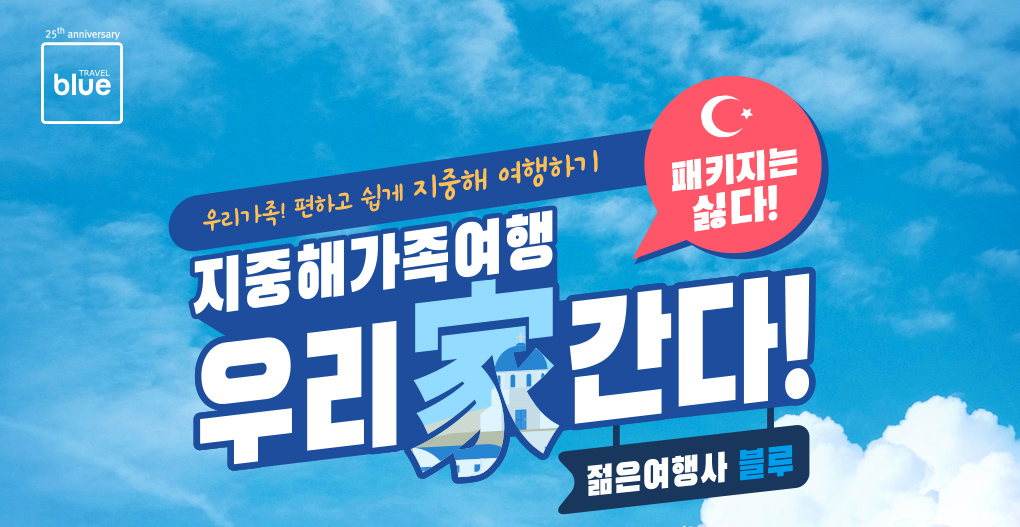 25th anniversary
TRAVEL
blue
우리가족! 편하고 쉽게 지중해 여행하기
패키지는
싫다!
지중해가족여행
우리家간다!
젊은여행사 블루